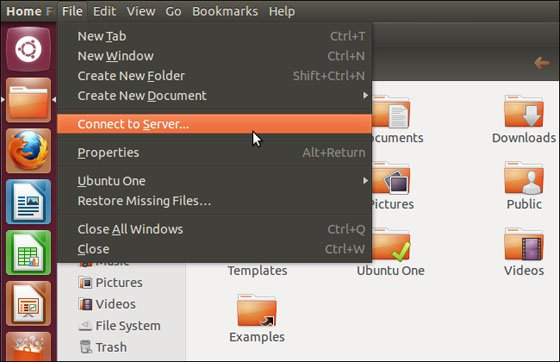 Home F File Edit View Go Bookmarks Help
New Tab Ctrl+T
New Window Ctrl+N
Create New Folder Shift+Ctrl+N
Create New Document
Connect to Server...
Properties Alt+Return
Ubuntu One
Restore Missing Files...
Close All Windows Ctrl+Q
Close Ctrl+W
Music
Pictures
Videos
File System
Trash
ocuments
Downloads
Pictures
Public
Templates
Ubuntu One
Videos
Examples